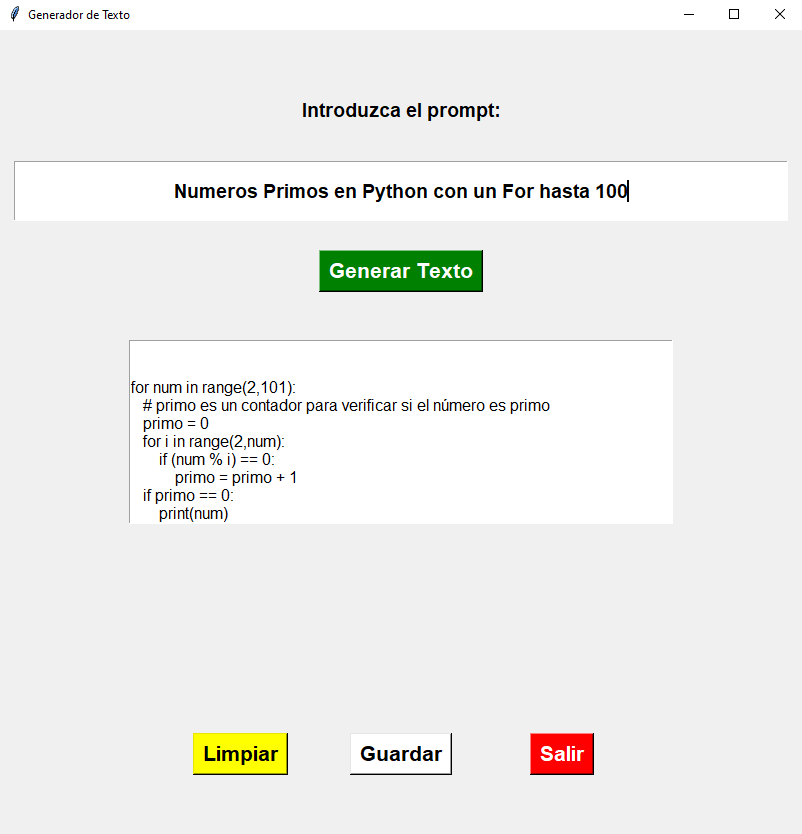 Generador de Texto
Introduzca el prompt:
Numeros Primos en Python con un For hasta 100
Generar Texto
for num in range(2,101):
   # primo es un contador para verificar si el número es primo
   primo = 0
   for i in range(2,num):
       if (num % i) == 0:
           primo = primo + 1
   if primo == 0:
       print(num)
Limpiar Guardar Salir